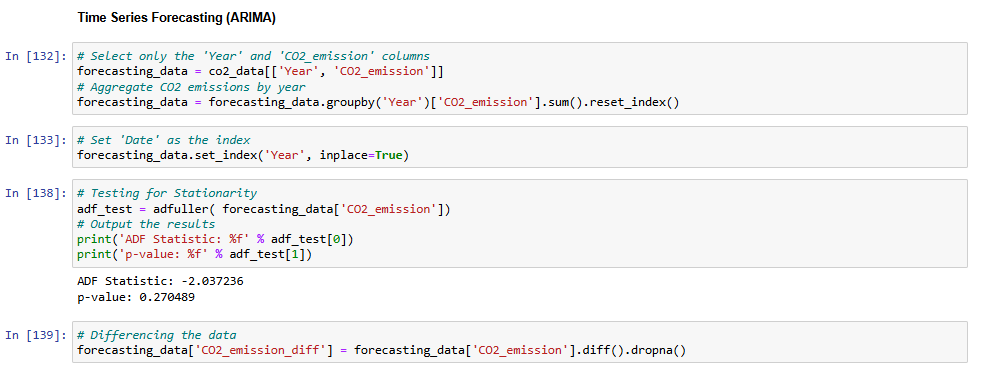 Time Series Forecasting (ARIMA)
In [132]: # Select only the 'Year' and 'CO2_emission' columns
forecasting_data = co2_data[['Year', 'CO2_emission']]
# Aggregate CO2 emissions by year
forecasting_data = forecasting_data.groupby('Year')['CO2_emission'].sum().reset_index()
In [133]: # Set 'Date' as the index
forecasting_data.set_index('Year', inplace=True)
In [138]: # Testing for Stationarity
adf_test = adfuller( forecasting_data['CO2_emission'])
# Output the results
print('ADF Statistic: %f' % adf_test[0])
print('p-value: %f' % adf_test[1])
ADF Statistic: -2.037236
p-value: 0.270489
In [139]: # Differencing the data
forecasting_data['CO2_emission_diff'] = forecasting_data['CO2_emission'].diff().dropna()